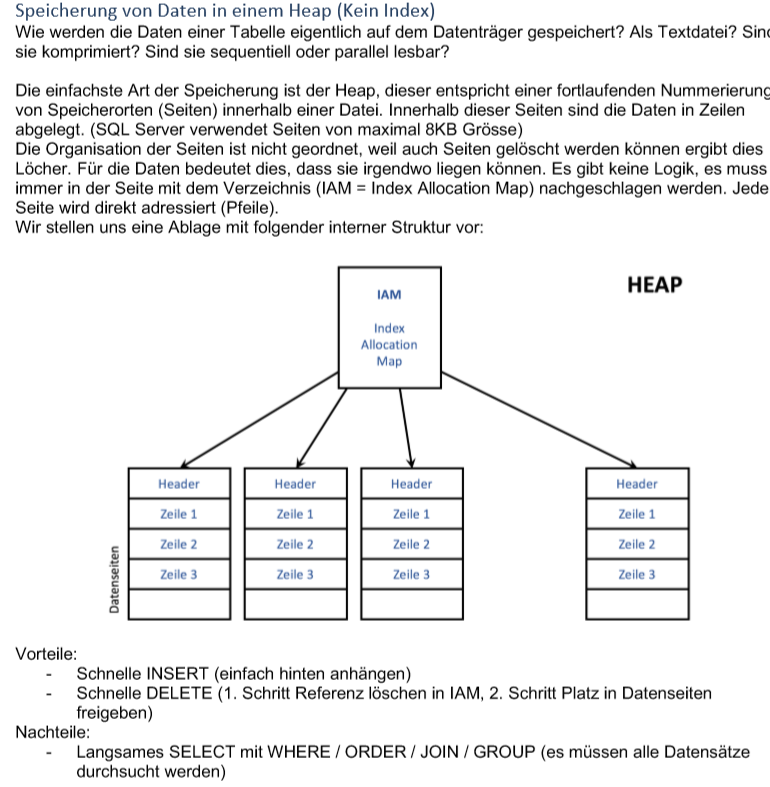 Speicherung von Daten in einem Heap (Kein Index)
Wie werden die Daten einer Tabelle eigentlich auf dem Datenträger gespeichert? Als Textdatei?
sie komprimiert? Sind sie sequentiell oder parallel lesbar?
Die einfachste Art der Speicherung ist der Heap, dieser entspricht einer fortlaufenden Nummerierung
von Speicherorten (Seiten) innerhalb einer Datei. Innerhalb dieser Seiten sind die Daten in Zeilen
abgelegt. (SQL Server verwendet Seiten von maximal 8KB Grösse)
Die Organisation der Seiten ist nicht geordnet, weil auch Seiten gelöscht werden können ergibt dies
Löcher. Für die Daten bedeutet dies, dass sie irgendwo liegen können. Es gibt keine Logik, es muss
immer in der Seite mit dem Verzeichnis (IAM = Index Allocation Map) nachgeschlagen werden. Jede
Seite wird direkt adressiert (Pfeile).
Wir stellen uns eine Ablage mit folgender interner Struktur vor:
HEAP
IAM
Index
Allocation
Map
Datenseiten
Header
Zeile 1
Zeile 2
Zeile 3
Header
Zeile 1
Zeile 2
Zeile 3
Header
Zeile 1
Zeile 2
Zeile 3
Header
Zeile 1
Zeile 2
Zeile 3
Vorteile:
- Schnelle INSERT (einfach hinten anhängen)
- Schnelle DELETE (1. Schritt Referenz löschen in IAM, 2. Schritt Platz in Datenseiten
freigeben)
Nachteile:
- Langsames SELECT mit WHERE / ORDER / JOIN / GROUP (es müssen alle Datensätze
durchsucht werden)